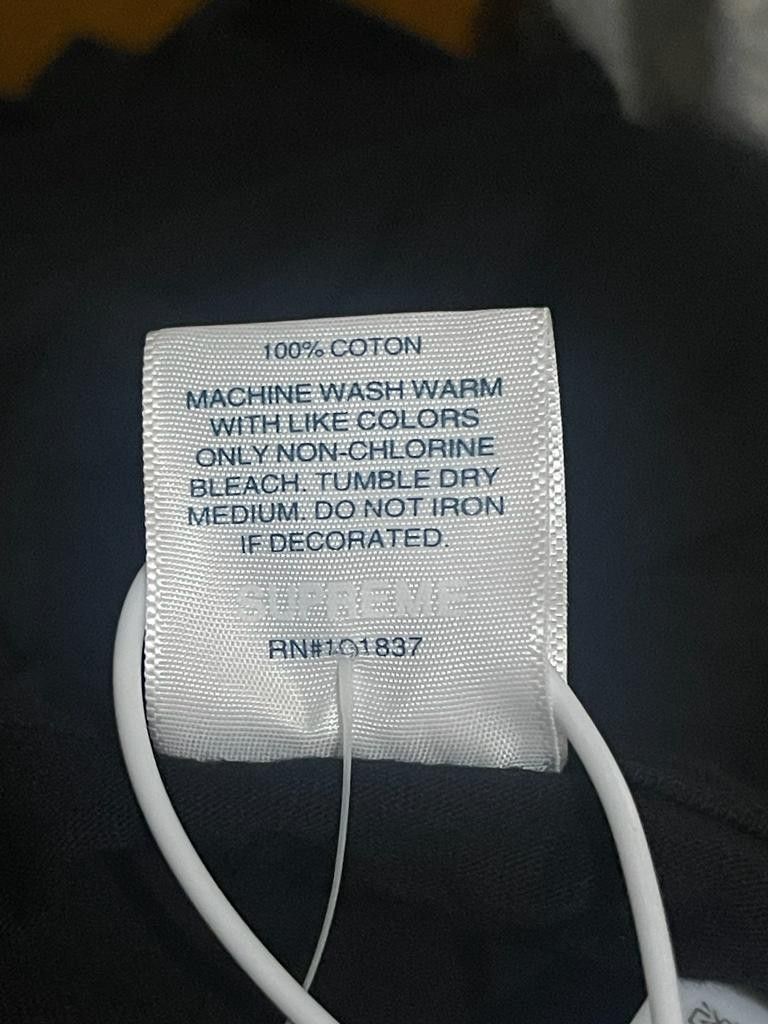 100% COTON
MACHINE WASH WARM
WITH LIKE COLORS
ONLY NON-CHLORINE
BLEACH. TUMBLE DRY
MEDIUM. DO NOT IRON
IF DECORATED.
SUPREME
RN#101837